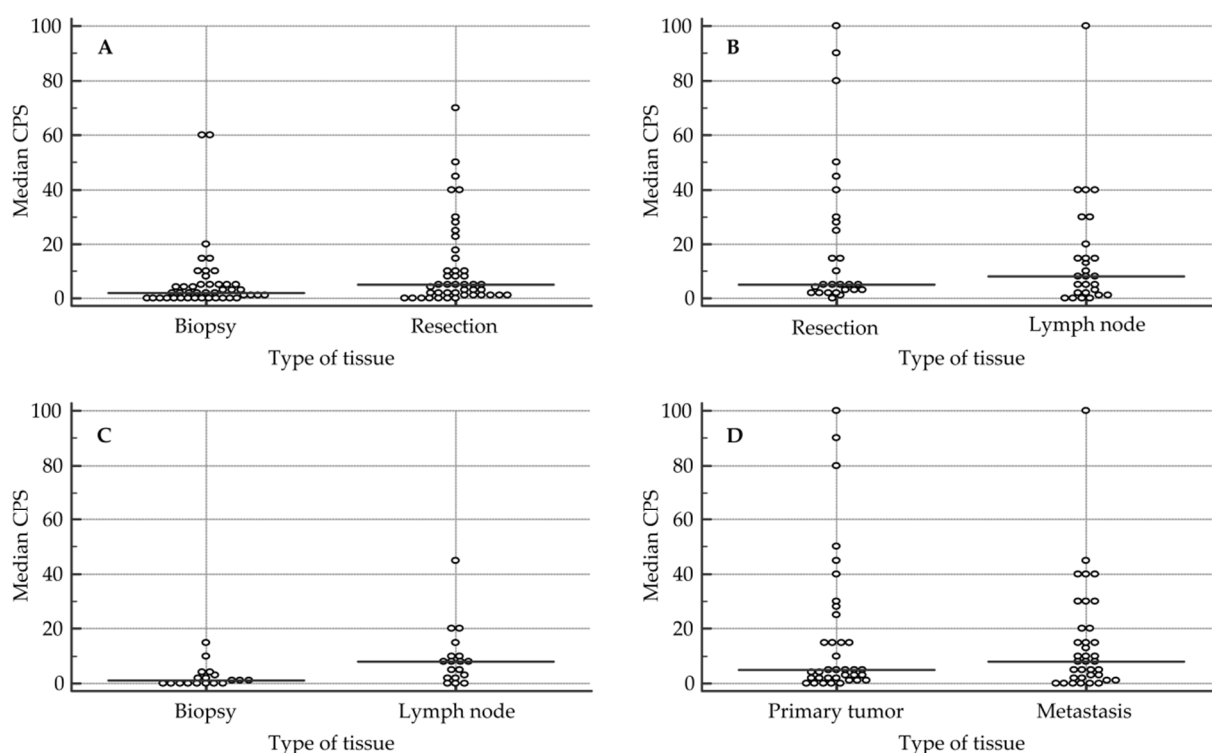 A
Median CPS
100
80
60
40
20
0
Biopsy Resection
Type of tissue
B
Median CPS
100
80
60
40
20
0
Resection Lymph node
Type of tissue
C
Median CPS
100
80
60
40
20
0
Biopsy Lymph node
Type of tissue
D
Median CPS
100
80
60
40
20
0
Primary tumor Metastasis
Type of tissue